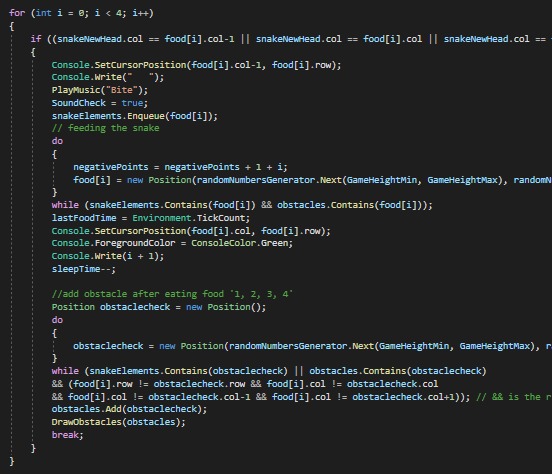 for (int i = 0; i < 4; i++)
{
if ((snakeNewHead.col == food[i].col-1 || snakeNewHead.col == food[i].col || snakeNewHead.col ==
{
Console.SetCursorPosition(food[i].col-1, food[i].row);
Console.Write("   ");
PlayMusic("Bite");
SoundCheck = true;
snakeElements.Enqueue(food[i]);
// feeding the snake
do
{
negativePoints = negativePoints + 1 + i;
food[i] = new Position(randomNumbersGenerator.Next(GameHeightMin, GameHeightMax), randomN
}
while (snakeElements.Contains(food[i]) && obstacles.Contains(food[i]));
lastFoodTime = Environment.TickCount;
Console.SetCursorPosition(food[i].col, food[i].row);
Console.ForegroundColor = ConsoleColor.Green;
Console.Write(i + 1);
sleepTime--;
//add obstacle after eating food '1, 2, 3, 4'
Position obstaclecheck = new Position();
do
{
obstaclecheck = new Position(randomNumbersGenerator.Next(GameHeightMin, GameHeightMax), r
}
while (snakeElements.Contains(obstaclecheck) || obstacles.Contains(obstaclecheck)
&& (food[i].row != obstaclecheck.row && food[i].col != obstaclecheck.col
&& food[i].col != obstaclecheck.col-1 && food[i].col != obstaclecheck.col+1)); // && is the r
obstacles.Add(obstaclecheck);
DrawObstacles(obstacles);
break;
}
}